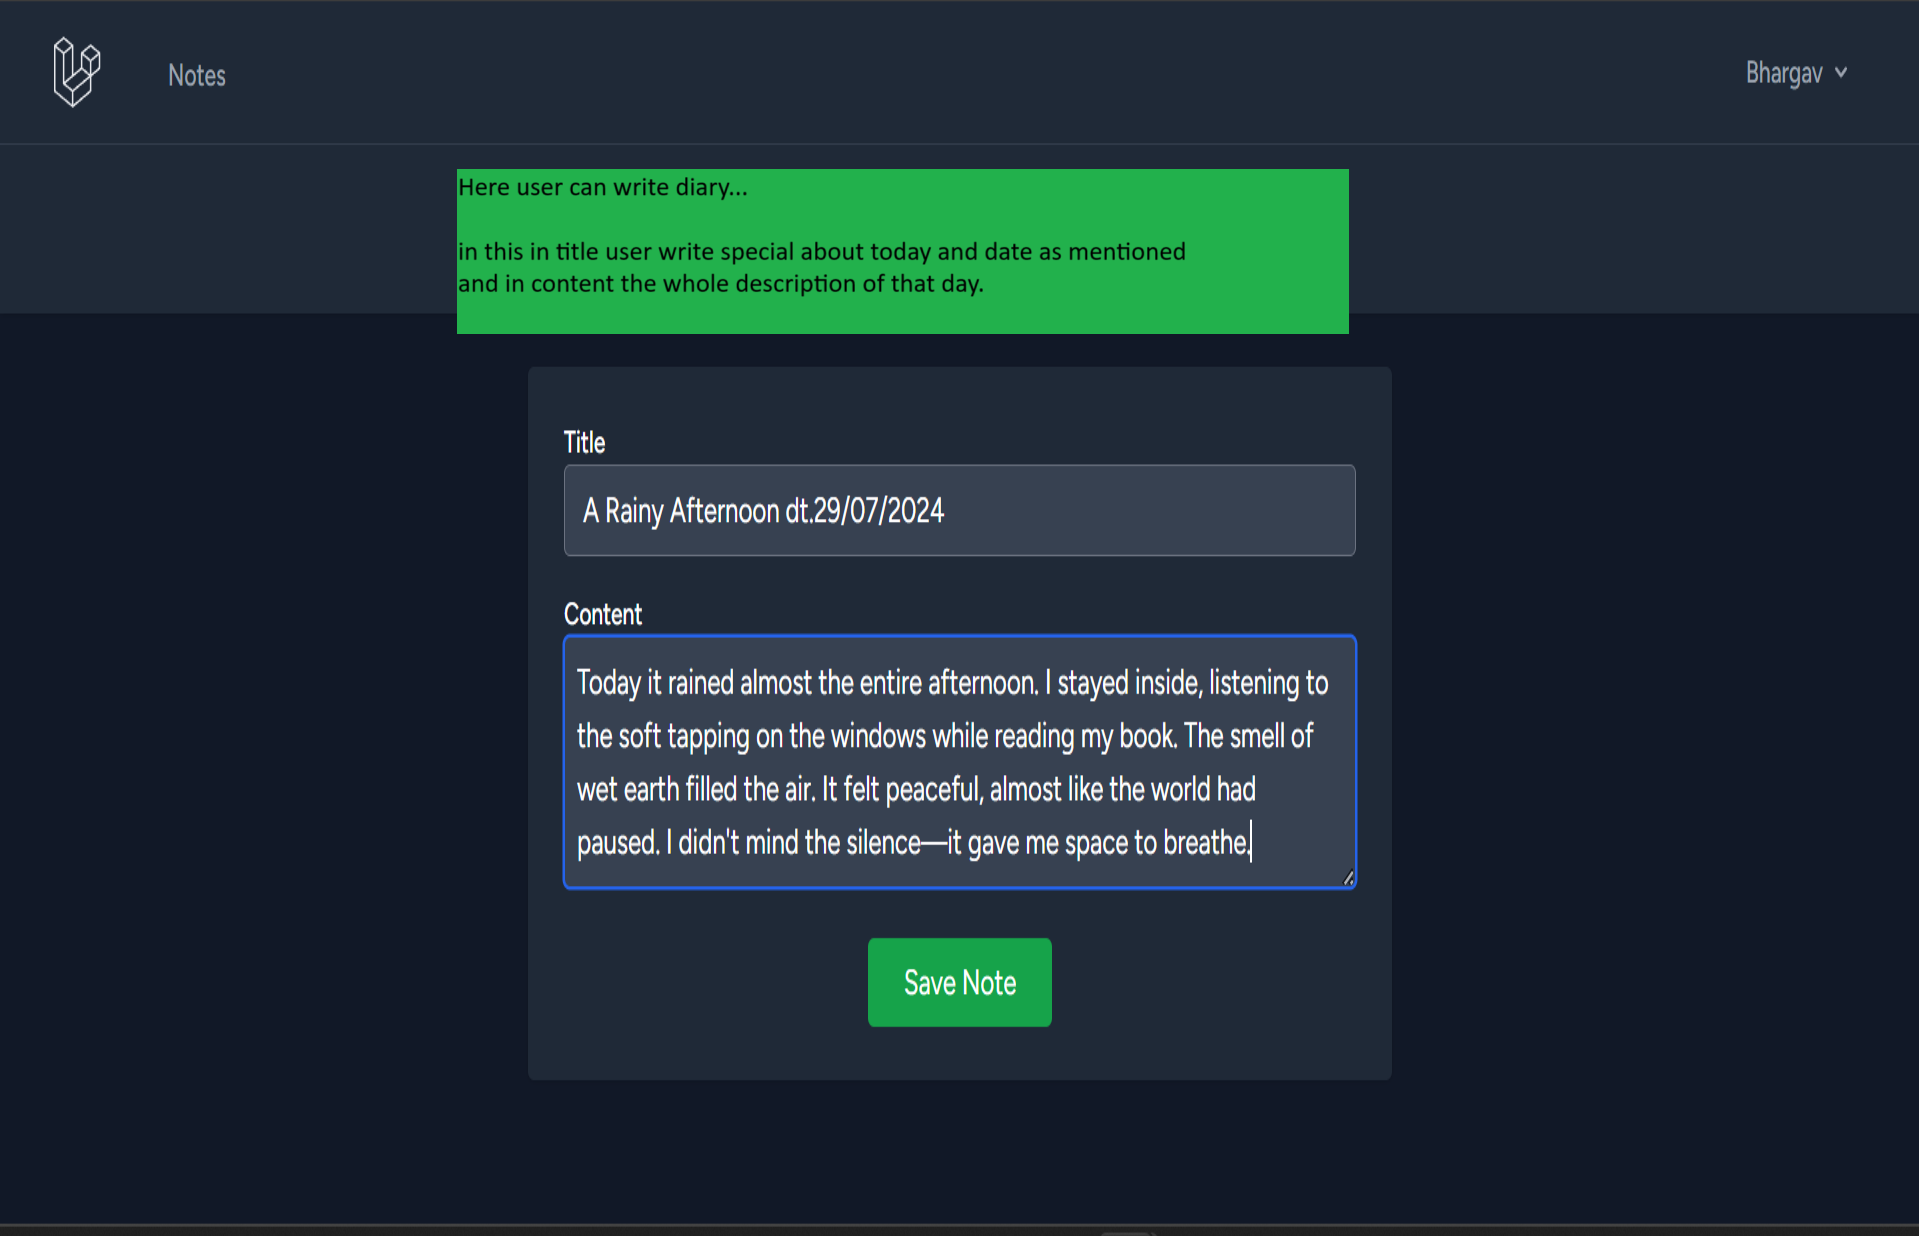 Notes
Bhargav
Here user can write diary...
in this in title user write special about today and date as mentioned
and in content the whole description of that day.
Title
A Rainy Afternoon dt.29/07/2024
Content
Today it rained almost the entire afternoon. I stayed inside, listening to
the soft tapping on the windows while reading my book. The smell of
wet earth filled the air. It felt peaceful, almost like the world had
paused. I didn't mind the silence—it gave me space to breathe.
Save Note